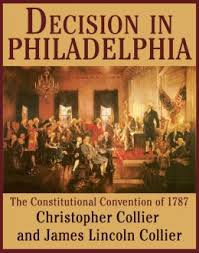 DECISION IN
PHILADELPHIA
The Constitutional Convention of 1787
Christopher Collier
and James Lincoln Collier